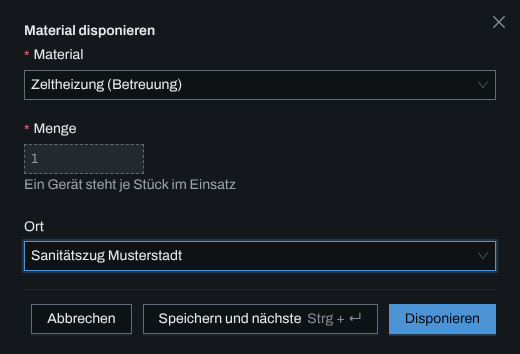 Material disponieren
* Material
Zeltheizung (Betreuung)
* Menge
1
Ein Gerät steht je Stück im Einsatz
Ort
Sanitätszug Musterstadt
Abbrechen
Speichern und nächste Strg + ↵
Disponieren